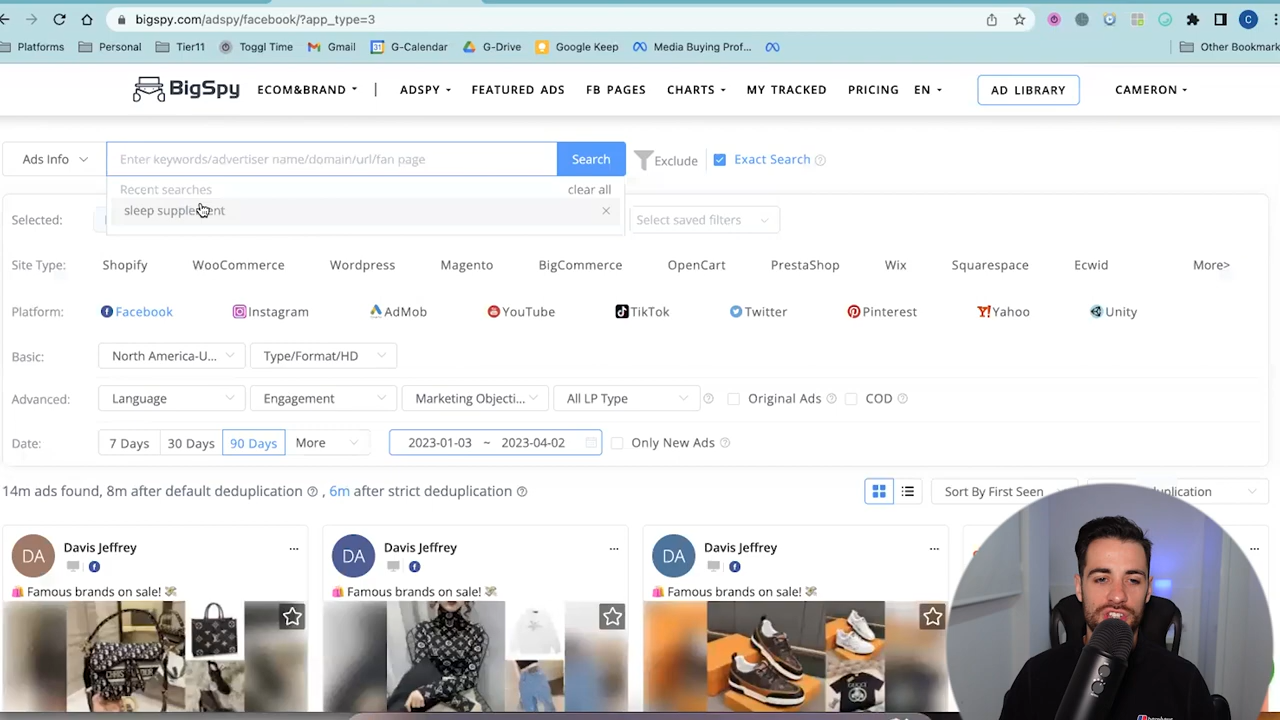 bigspy.com/adspy/facebook/?app_type=3
C
Platforms Personal Tier11 Toggl Time Gmail G-Calendar G-Drive Google Keep Media Buying Prof... Other Bookmark
BigSpy ECOM&BRAND | ADSPY FEATURED ADS FB PAGES CHARTS MY TRACKED PRICING EN AD LIBRARY CAMERON
Ads Info Enter keywords/advertiser name/domain/url/fan page Search Exclude Exact Search
Recent searches clear all
sleep supplement
Selected: Select saved filters
Site Type: Shopify WooCommerce Wordpress Magento BigCommerce OpenCart PrestaShop Wix Squarespace Ecwid More>
Platform: Facebook Instagram AdMob YouTube TikTok Twitter Pinterest Yahoo Unity
Basic: North America-U... Type/Format/HD
Advanced: Language Engagement Marketing Objecti... All LP Type Original Ads COD
Date: 7 Days 30 Days 90 Days More 2023-01-03 ~ 2023-04-02 Only New Ads
14m ads found, 8m after default deduplication , 6m after strict deduplication Sort By First Seen
DA Davis Jeffrey ... DA Davis Jeffrey ... DA Davis Jeffrey ... ...
🛍️ Famous brands on sale! 💸 🛍️ Famous brands on sale! 💸 🛍️ Famous brands on sale! 💸